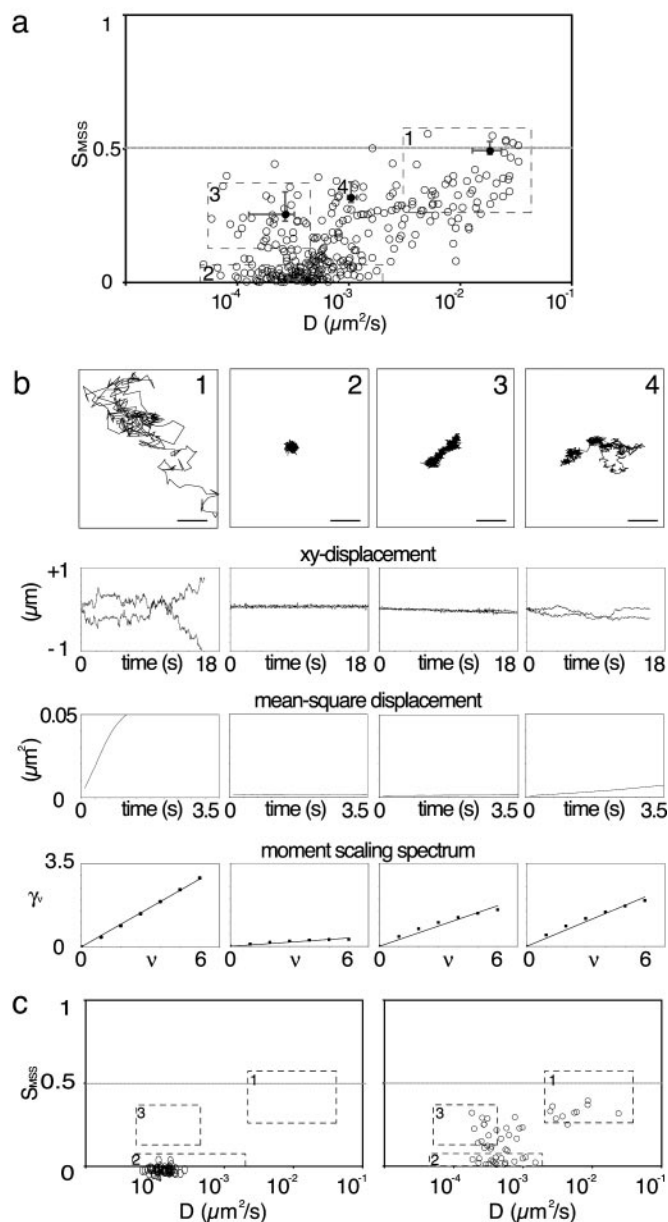 a
1
S_MSS
0.5
0
1
3
4
2
10⁻⁴ 10⁻³ 10⁻² 10⁻¹
D (μm²/s)
b
1 2 3 4
xy-displacement
+1
(μm)
-1
0 time (s) 18 0 time (s) 18 0 time (s) 18 0 time (s) 18
mean-square displacement
0.05
(μm²)
0
0 time (s) 3.5 0 time (s) 3.5 0 time (s) 3.5 0 time (s) 3.5
moment scaling spectrum
3.5
γν
0
0 ν 6 0 ν 6 0 ν 6 0 ν 6
c
1 1
S_MSS
0.5 0.5
0 0
1 1
3 3
2 2
10⁻⁴ 10⁻³ 10⁻² 10⁻¹ 10⁻⁴ 10⁻³ 10⁻² 10⁻¹
D (μm²/s) D (μm²/s)